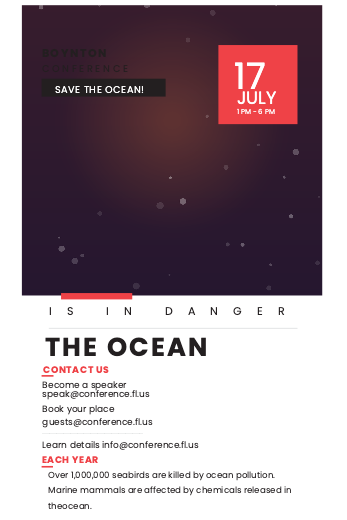 BOYNTON
CONFERENCE
SAVE THE OCEAN!
17
JULY
1 PM - 6 PM
IS IN DANGER
THE OCEAN
CONTACT US
Become a speaker
speak@conference.fl.us
Book your place
guests@conference.fl.us
Learn details info@conference.fl.us
EACH YEAR
Over 1,000,000 seabirds are killed by ocean pollution.
Marine mammals are affected by chemicals released in
theocean.